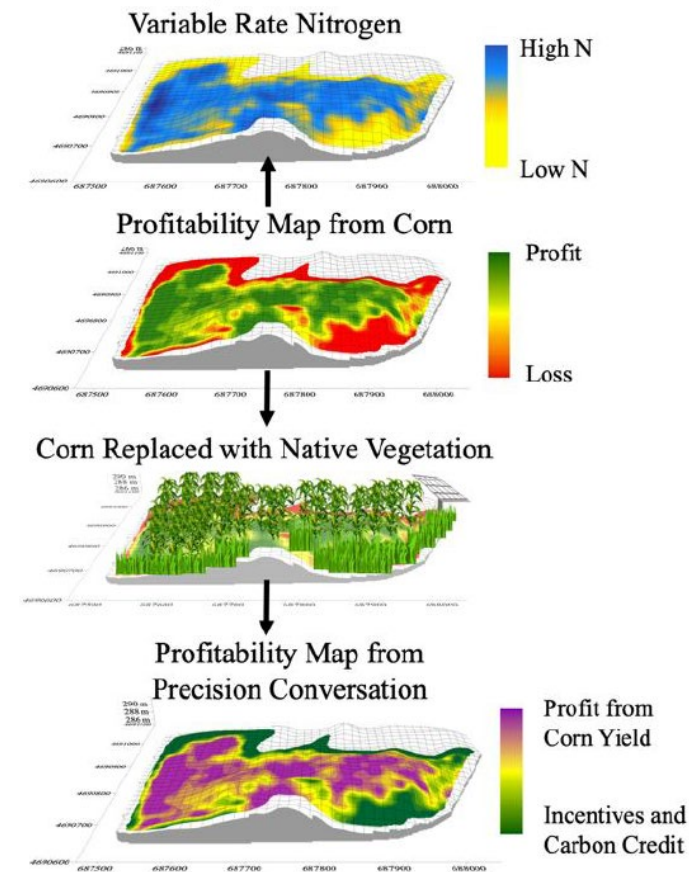 Variable Rate Nitrogen
High N
Low N
4690700
4690600
687500 687600 687700 687800 687900 688000
Profitability Map from Corn
Profit
Loss
4690800
4690700
4690600
687500 687600 687700 687800 687900 688000
Corn Replaced with Native Vegetation
290 m
288 m
286 m
Profitability Map from
Precision Conversation
290 m
288 m
286 m
Profit from
Corn Yield
Incentives and
Carbon Credit
4690800
4690700
4690600
687500 687600 687700 687800 687900 688000